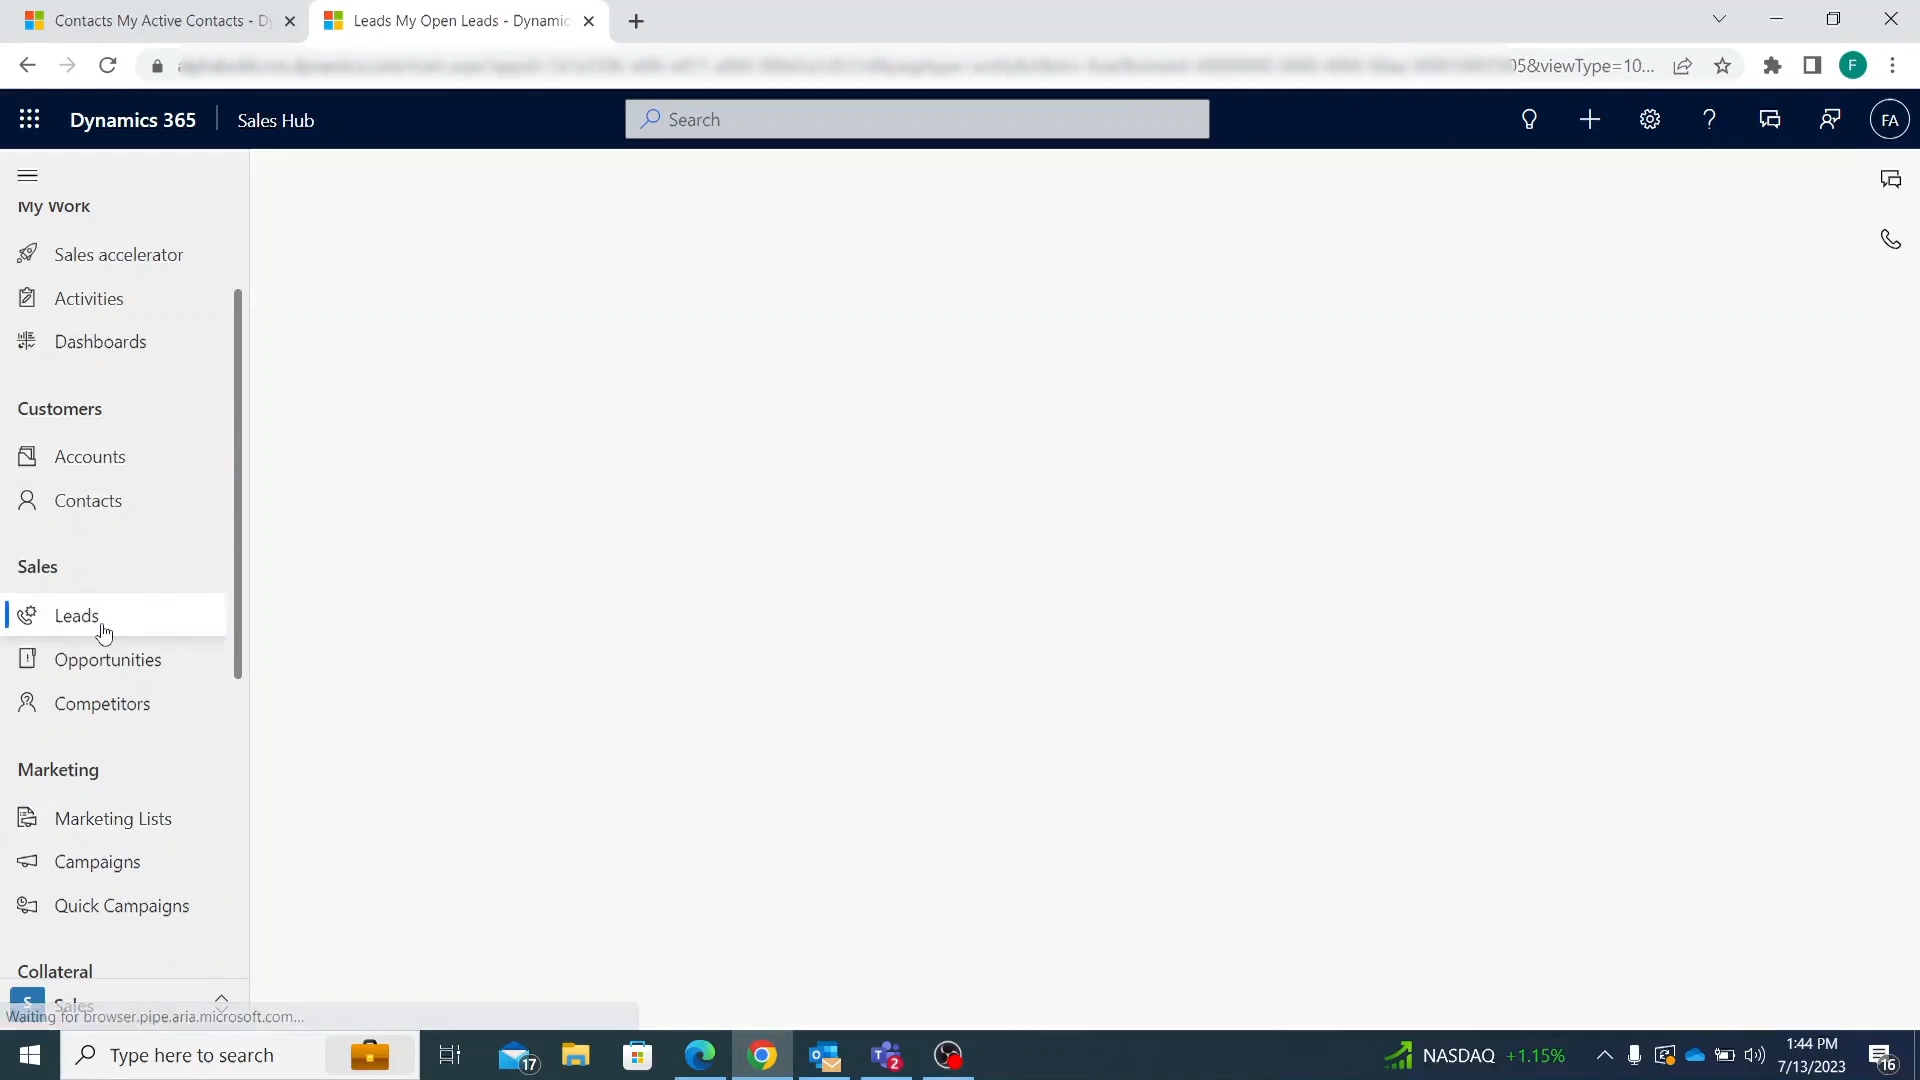 Contacts My Active Contacts - Dy
Leads My Open Leads - Dynamic
05&viewType=10...
F
Dynamics 365
Sales Hub
Search
FA
My Work
Sales accelerator
Activities
Dashboards
Customers
Accounts
Contacts
Sales
Leads
Opportunities
Competitors
Marketing
Marketing Lists
Campaigns
Quick Campaigns
Collateral
S
Sales
Waiting for browser.pipe.aria.microsoft.com...
Type here to search
17
2
NASDAQ +1.15%
1:44 PM
7/13/2023
16